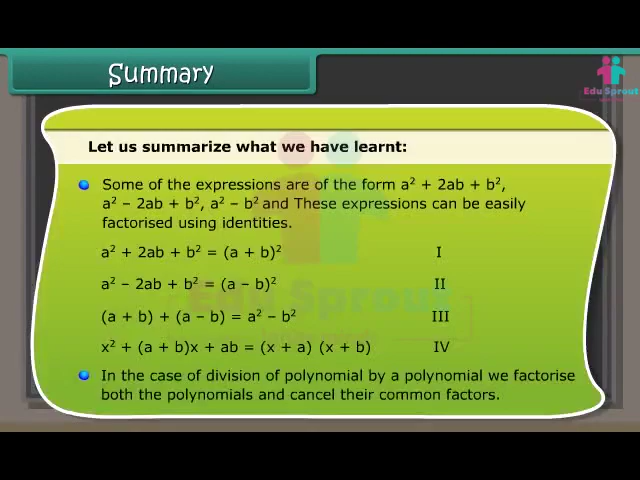 Summary
Edu Sprout
Let us summarize what we have learnt:
Some of the expressions are of the form a² + 2ab + b²,
a² – 2ab + b², a² – b² and These expressions can be easily
factorised using identities.
a² + 2ab + b² = (a + b)² I
a² – 2ab + b² = (a – b)² II
(a + b) + (a – b) = a² – b² III
x² + (a + b)x + ab = (x + a) (x + b) IV
In the case of division of polynomial by a polynomial we factorise
both the polynomials and cancel their common factors.
Edu Sprout